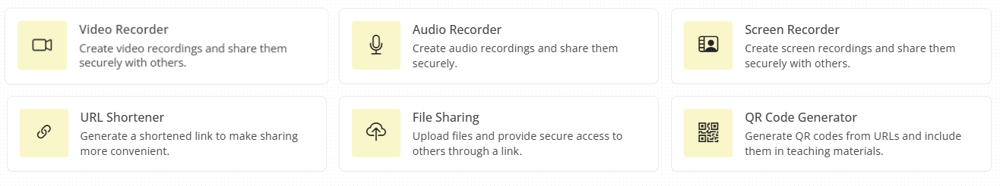 Video Recorder
Create video recordings and share them
securely with others.
Audio Recorder
Create audio recordings and share them
securely.
Screen Recorder
Create screen recordings and share them
securely with others.
URL Shortener
Generate a shortened link to make sharing
more convenient.
File Sharing
Upload files and provide secure access to
others through a link.
QR Code Generator
Generate QR codes from URLs and include
them in teaching materials.